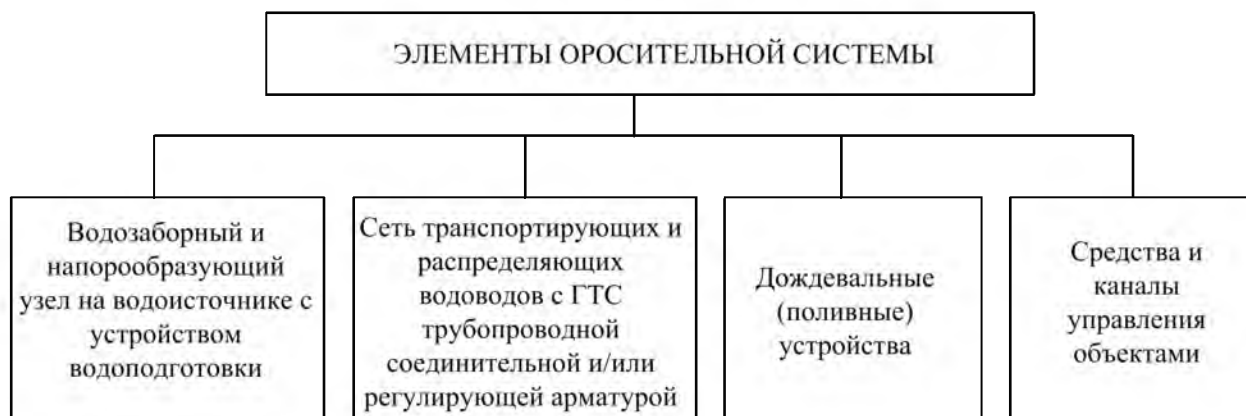 ЭЛЕМЕНТЫ ОРОСИТЕЛЬНОЙ СИСТЕМЫ
Водозаборный и
напорообразующий
узел на водоисточнике с
устройством
водоподготовки
Сеть транспортирующих и
распределяющих
водоводов с ГТС
трубопроводной
соединительной и/или
регулирующей арматурой
Дождевальные
(поливные)
устройства
Средства и
каналы
управления
объектами